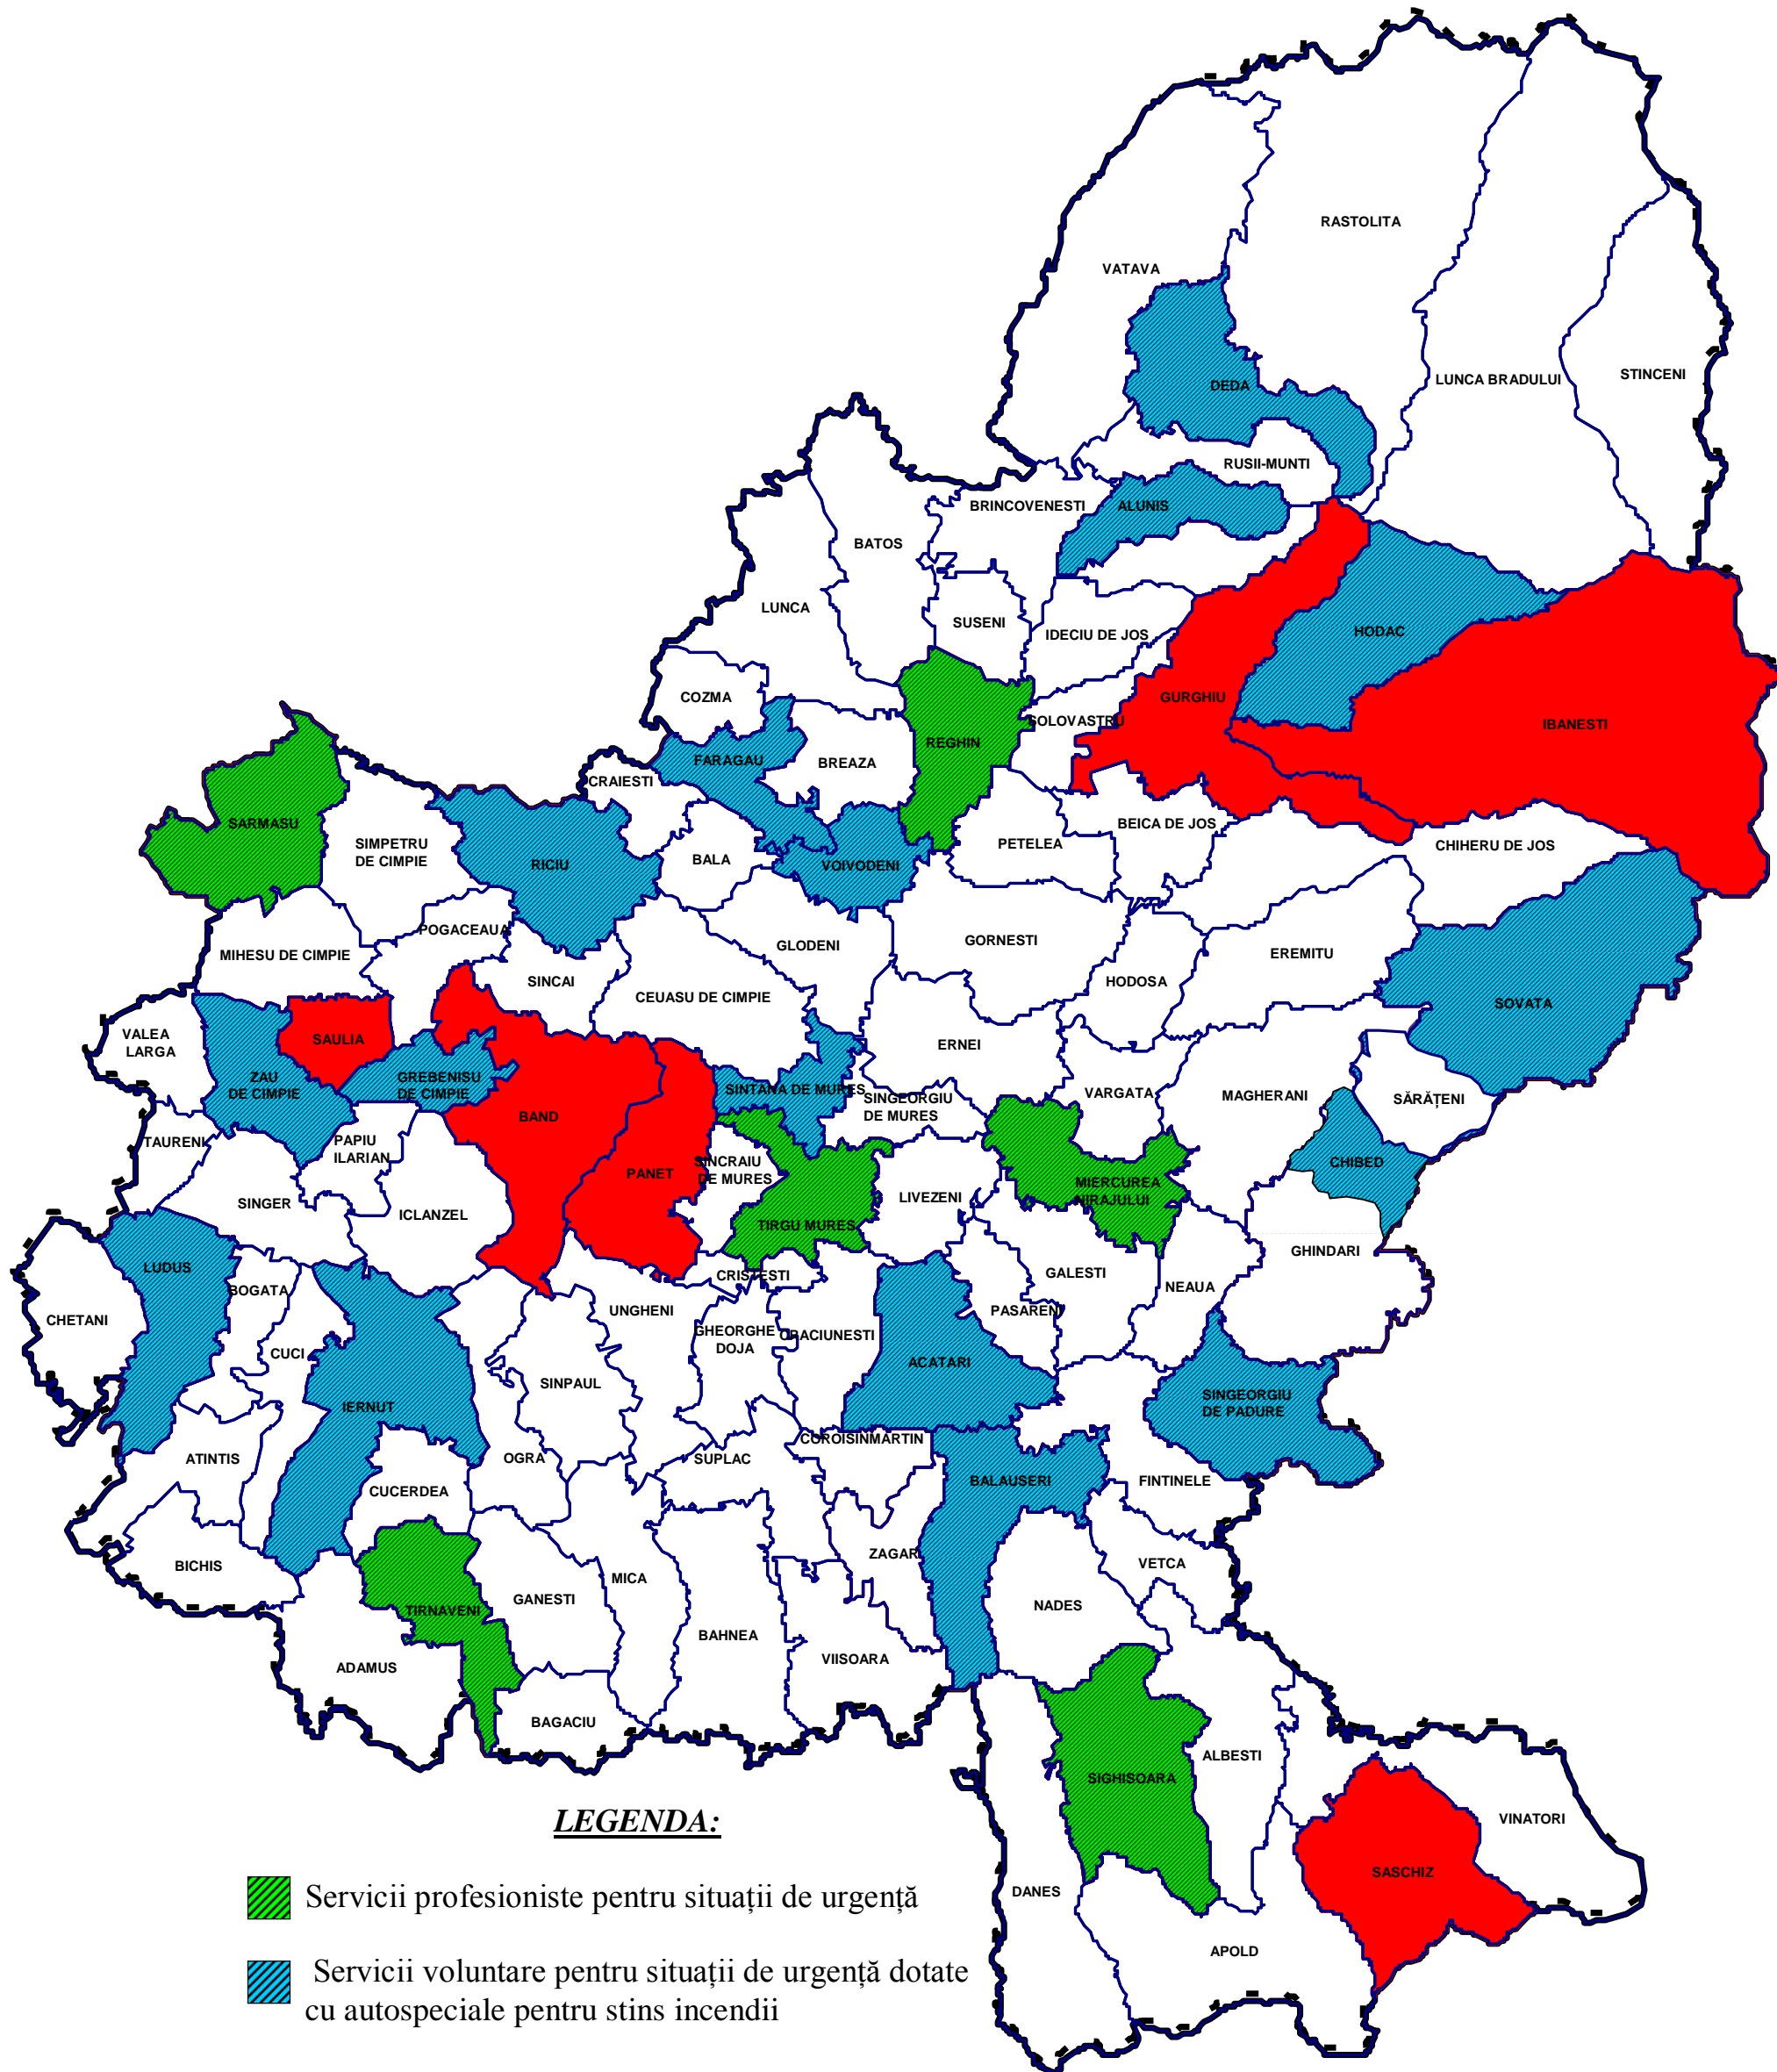 RASTOLITA
VATAVA
STINCENI
LUNCA BRADULUI
DEDA
RUSII-MUNTI
BRINCOVENESTI
ALUNIS
BATOS
LUNCA
SUSENI
IDECIU DE JOS
HODAC
COZMA
GURGHIU
SOLOVASTRU
IBANESTI
REGHIN
FARAGAU
BREAZA
CRAIESTI
SARMASU
BEICA DE JOS
SIMPETRU
DE CIMPIE
PETELEA
CHIHERU DE JOS
RICIU
BALA
VOIVODENI
POGACEAUA
GLODENI
GORNESTI
MIHESU DE CIMPIE
EREMITU
SINCAI
HODOSA
CEUASU DE CIMPIE
SOVATA
VALEA
LARGA
SAULIA
ERNEI
ZAU
DE CIMPIE
GREBENISU
DE CIMPIE
SINTANA DE MURES
SINGEORGIU
DE MURES
VARGATA
MAGHERANI
SĂRĂȚENI
BAND
TAURENI
PAPIU
ILARIAN
SINCRAIU
DE MURES
PANET
CHIBED
MIERCUREA
NIRAJULUI
LIVEZENI
SINGER
ICLANZEL
TIRGU MURES
GHINDARI
LUDUS
CRISTESTI
GALESTI
NEAUA
BOGATA
UNGHENI
PASARENI
CHETANI
GHEORGHE
DOJA
CRACIUNESTI
CUCI
ACATARI
SINPAUL
SINGEORGIU
DE PADURE
IERNUT
COROISINMARTIN
ATINTIS
OGRA
SUPLAC
BALAUSERI
FINTINELE
CUCERDEA
ZAGAR
VETCA
BICHIS
MICA
GANESTI
NADES
TIRNAVENI
BAHNEA
VIISOARA
ADAMUS
BAGACIU
ALBESTI
SIGHISOARA
VINATORI
SASCHIZ
DANES
APOLD
LEGENDA:
Servicii profesioniste pentru situații de urgență
Servicii voluntare pentru situații de urgență dotate
cu autospeciale pentru stins incendii